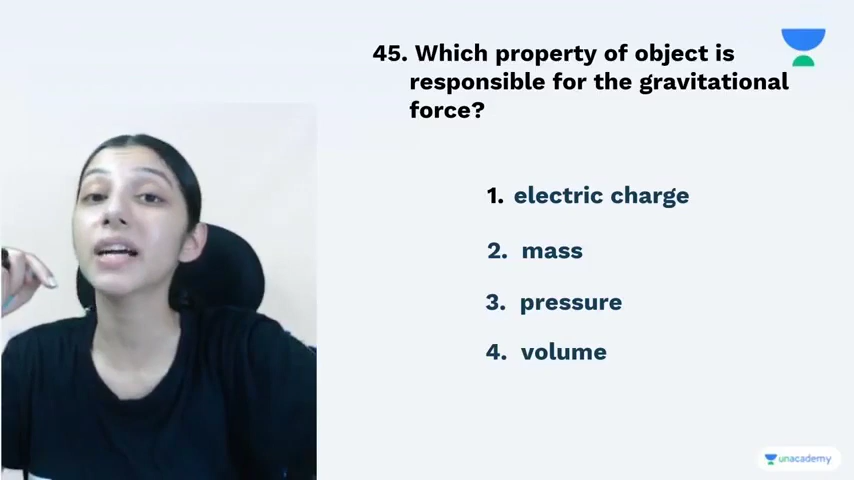 45. Which property of object is
responsible for the gravitational
force?
1. electric charge
2. mass
3. pressure
4. volume
unacademy